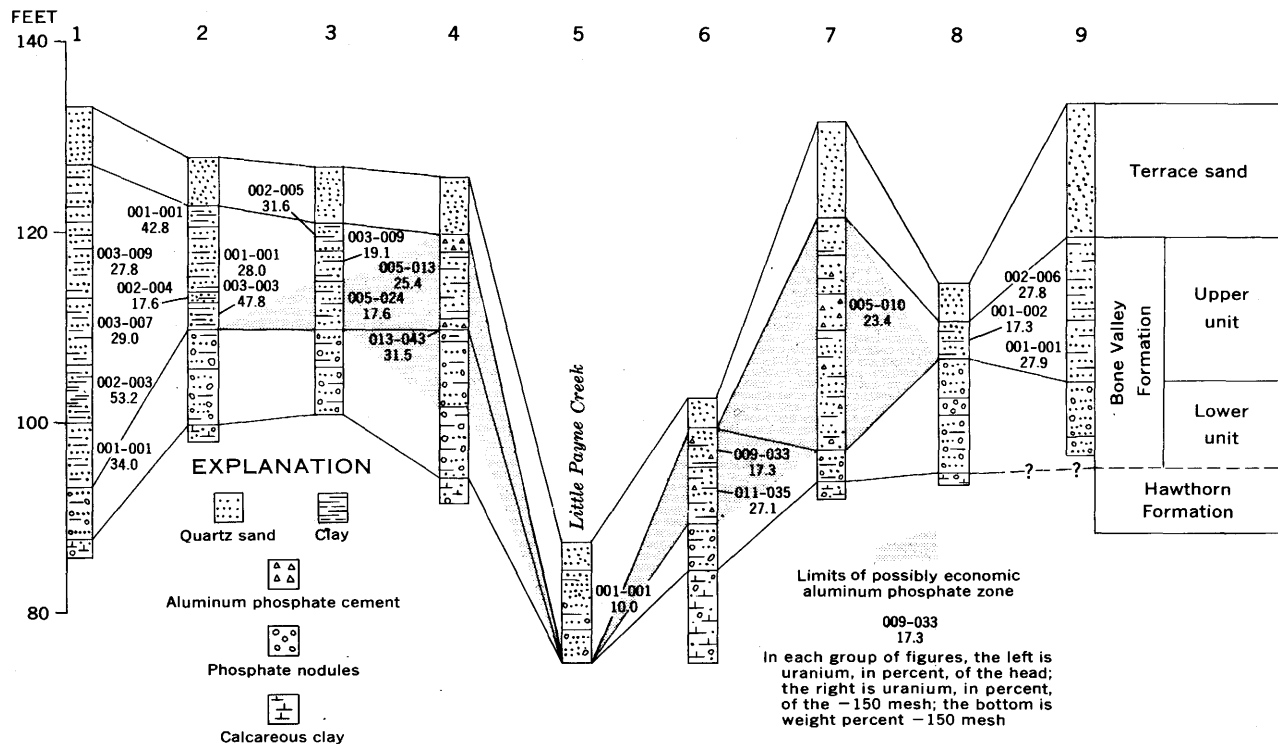 FEET
1 2 3 4 5 6 7 8 9
140
120
100
80
003-009
27.8
002-004
17.6
003-007
29.0
002-003
53.2
001-001
34.0
001-001
42.8
001-001
28.0
003-003
47.8
002-005
31.6
003-009
19.1
005-013
25.4
005-024
17.6
013-043
31.5
Little Payne Creek
001-001
10.0
009-033
17.3
011-035
27.1
005-010
23.4
002-006
27.8
001-002
17.3
001-001
27.9
Terrace sand
Bone Valley
Formation
Upper
unit
Lower
unit
? ?
Hawthorn
Formation
EXPLANATION
Quartz sand
Clay
Aluminum phosphate cement
Phosphate nodules
Calcareous clay
Limits of possibly economic
aluminum phosphate zone
009-033
17.3
In each group of figures, the left is
uranium, in percent, of the head;
the right is uranium, in percent,
of the −150 mesh; the bottom is
weight percent −150 mesh